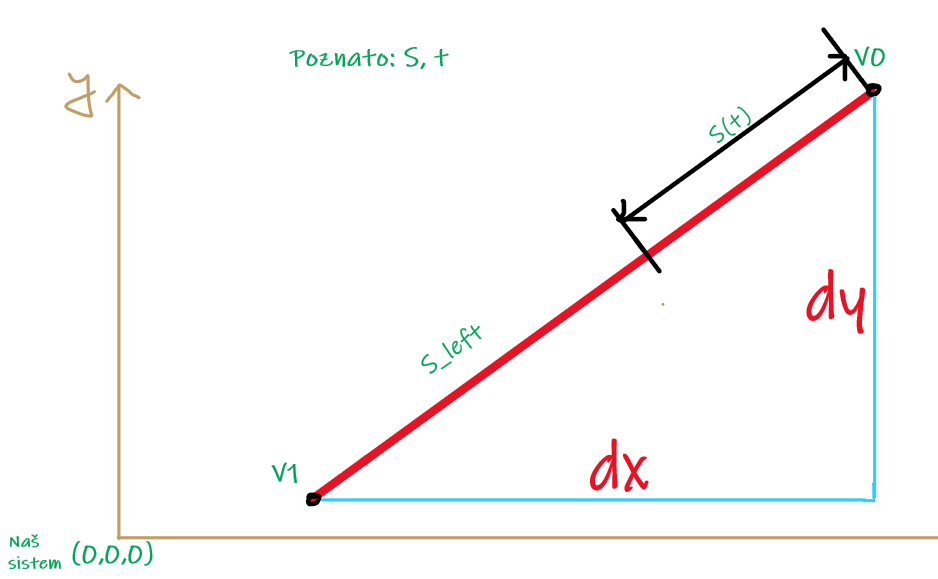 Poznato: S, t
y
V0
S(t)
dy
S_left
V1
dx
Naš
sistem (0,0,0)